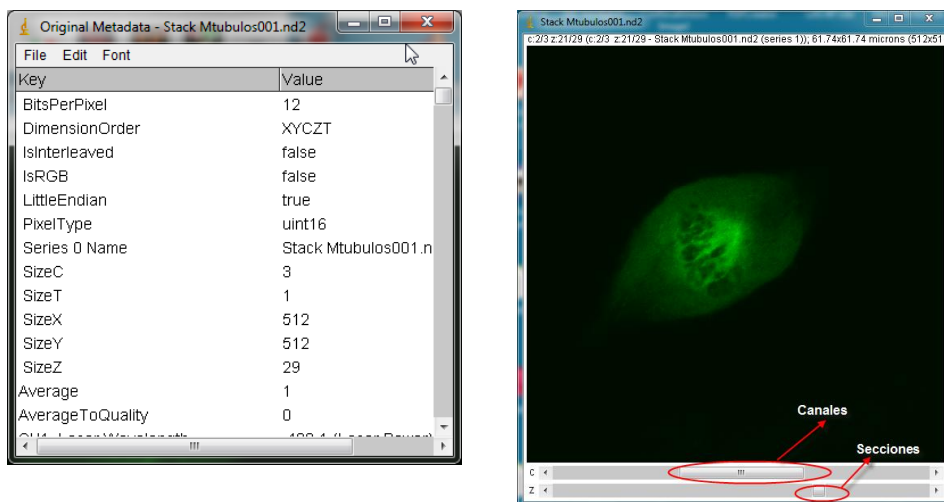 Original Metadata - Stack Mtubulos001.nd2
File Edit Font
Key Value
BitsPerPixel 12
DimensionOrder XYCZT
IsInterleaved false
IsRGB false
LittleEndian true
PixelType uint16
Series 0 Name Stack Mtubulos001.n
SizeC 3
SizeT 1
SizeX 512
SizeY 512
SizeZ 29
Average 1
AverageToQuality 0
Stack Mtubulos001.nd2
c:2/3 z:21/29 (c:2/3 z:21/29 - Stack Mtubulos001.nd2 (series 1)); 61.74x61.74 microns (512x51
Canales
Secciones
C
Z